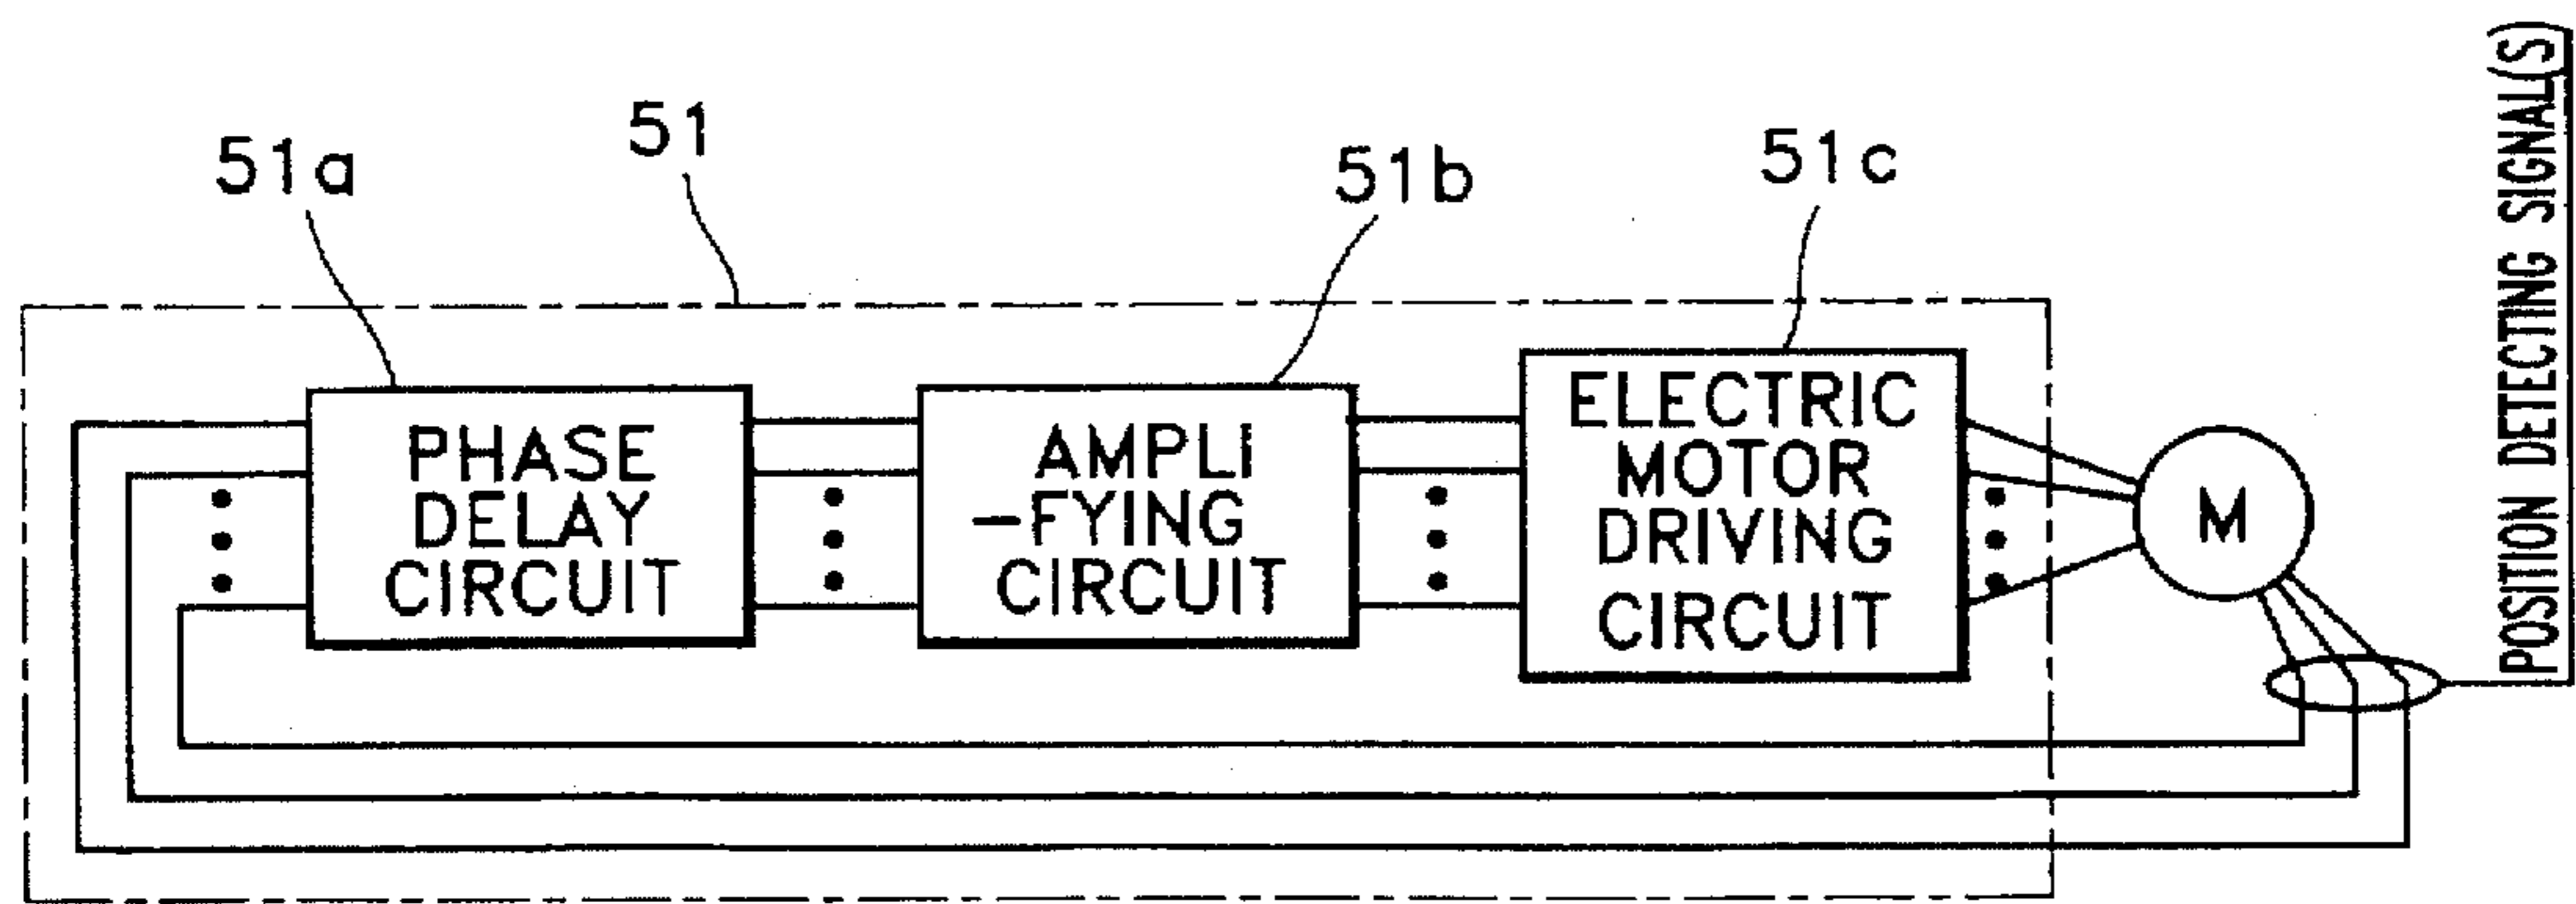 51a
51
51b
51c
PHASE
DELAY
CIRCUIT
AMPLI
-FYING
CIRCUIT
ELECTRIC
MOTOR
DRIVING
CIRCUIT
M
POSITION DETECTING SIGNAL(S)